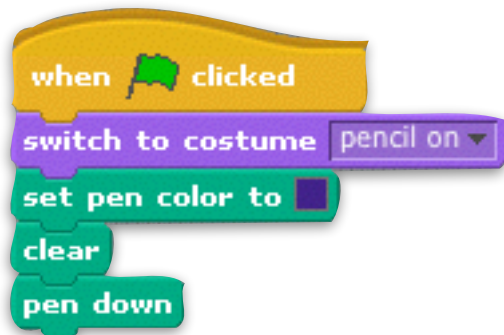 when clicked
switch to costume pencil on
set pen color to
clear
pen down